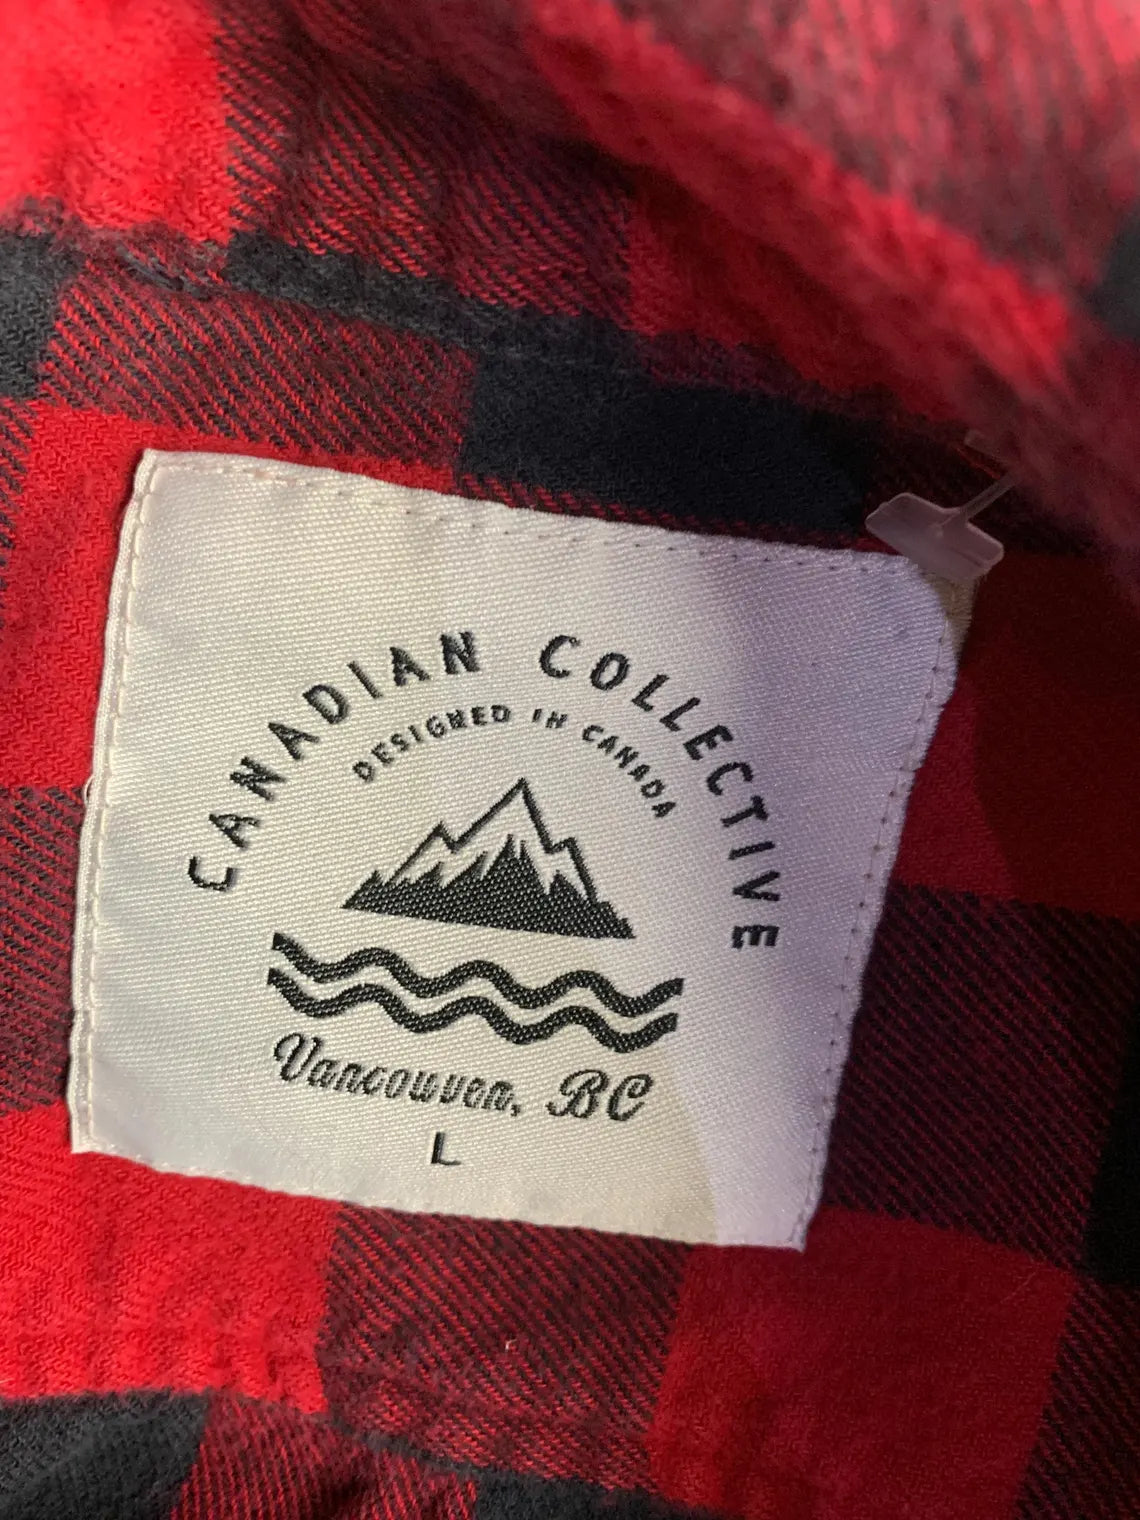 CANADIAN COLLECTIVE
DESIGNED IN CANADA
Vancouver, BC
L